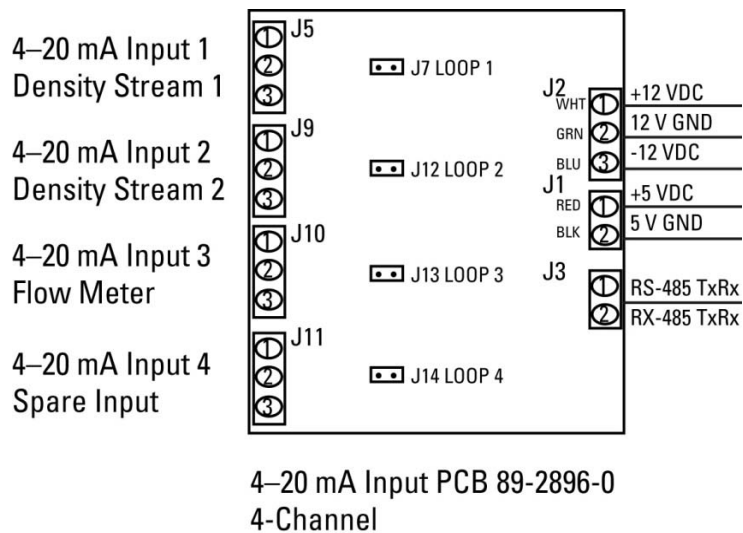 4–20 mA Input 1
Density Stream 1
J5
1
2
3
J7 LOOP 1
4–20 mA Input 2
Density Stream 2
J9
1
2
3
J12 LOOP 2
4–20 mA Input 3
Flow Meter
J10
1
2
3
J13 LOOP 3
4–20 mA Input 4
Spare Input
J11
1
2
3
J14 LOOP 4
J2
WHT 1 +12 VDC
GRN 2 12 V GND
BLU 3 -12 VDC
J1
RED 1 +5 VDC
BLK 2 5 V GND
J3
1 RS-485 TxRx
2 RX-485 TxRx
4–20 mA Input PCB 89-2896-0
4-Channel